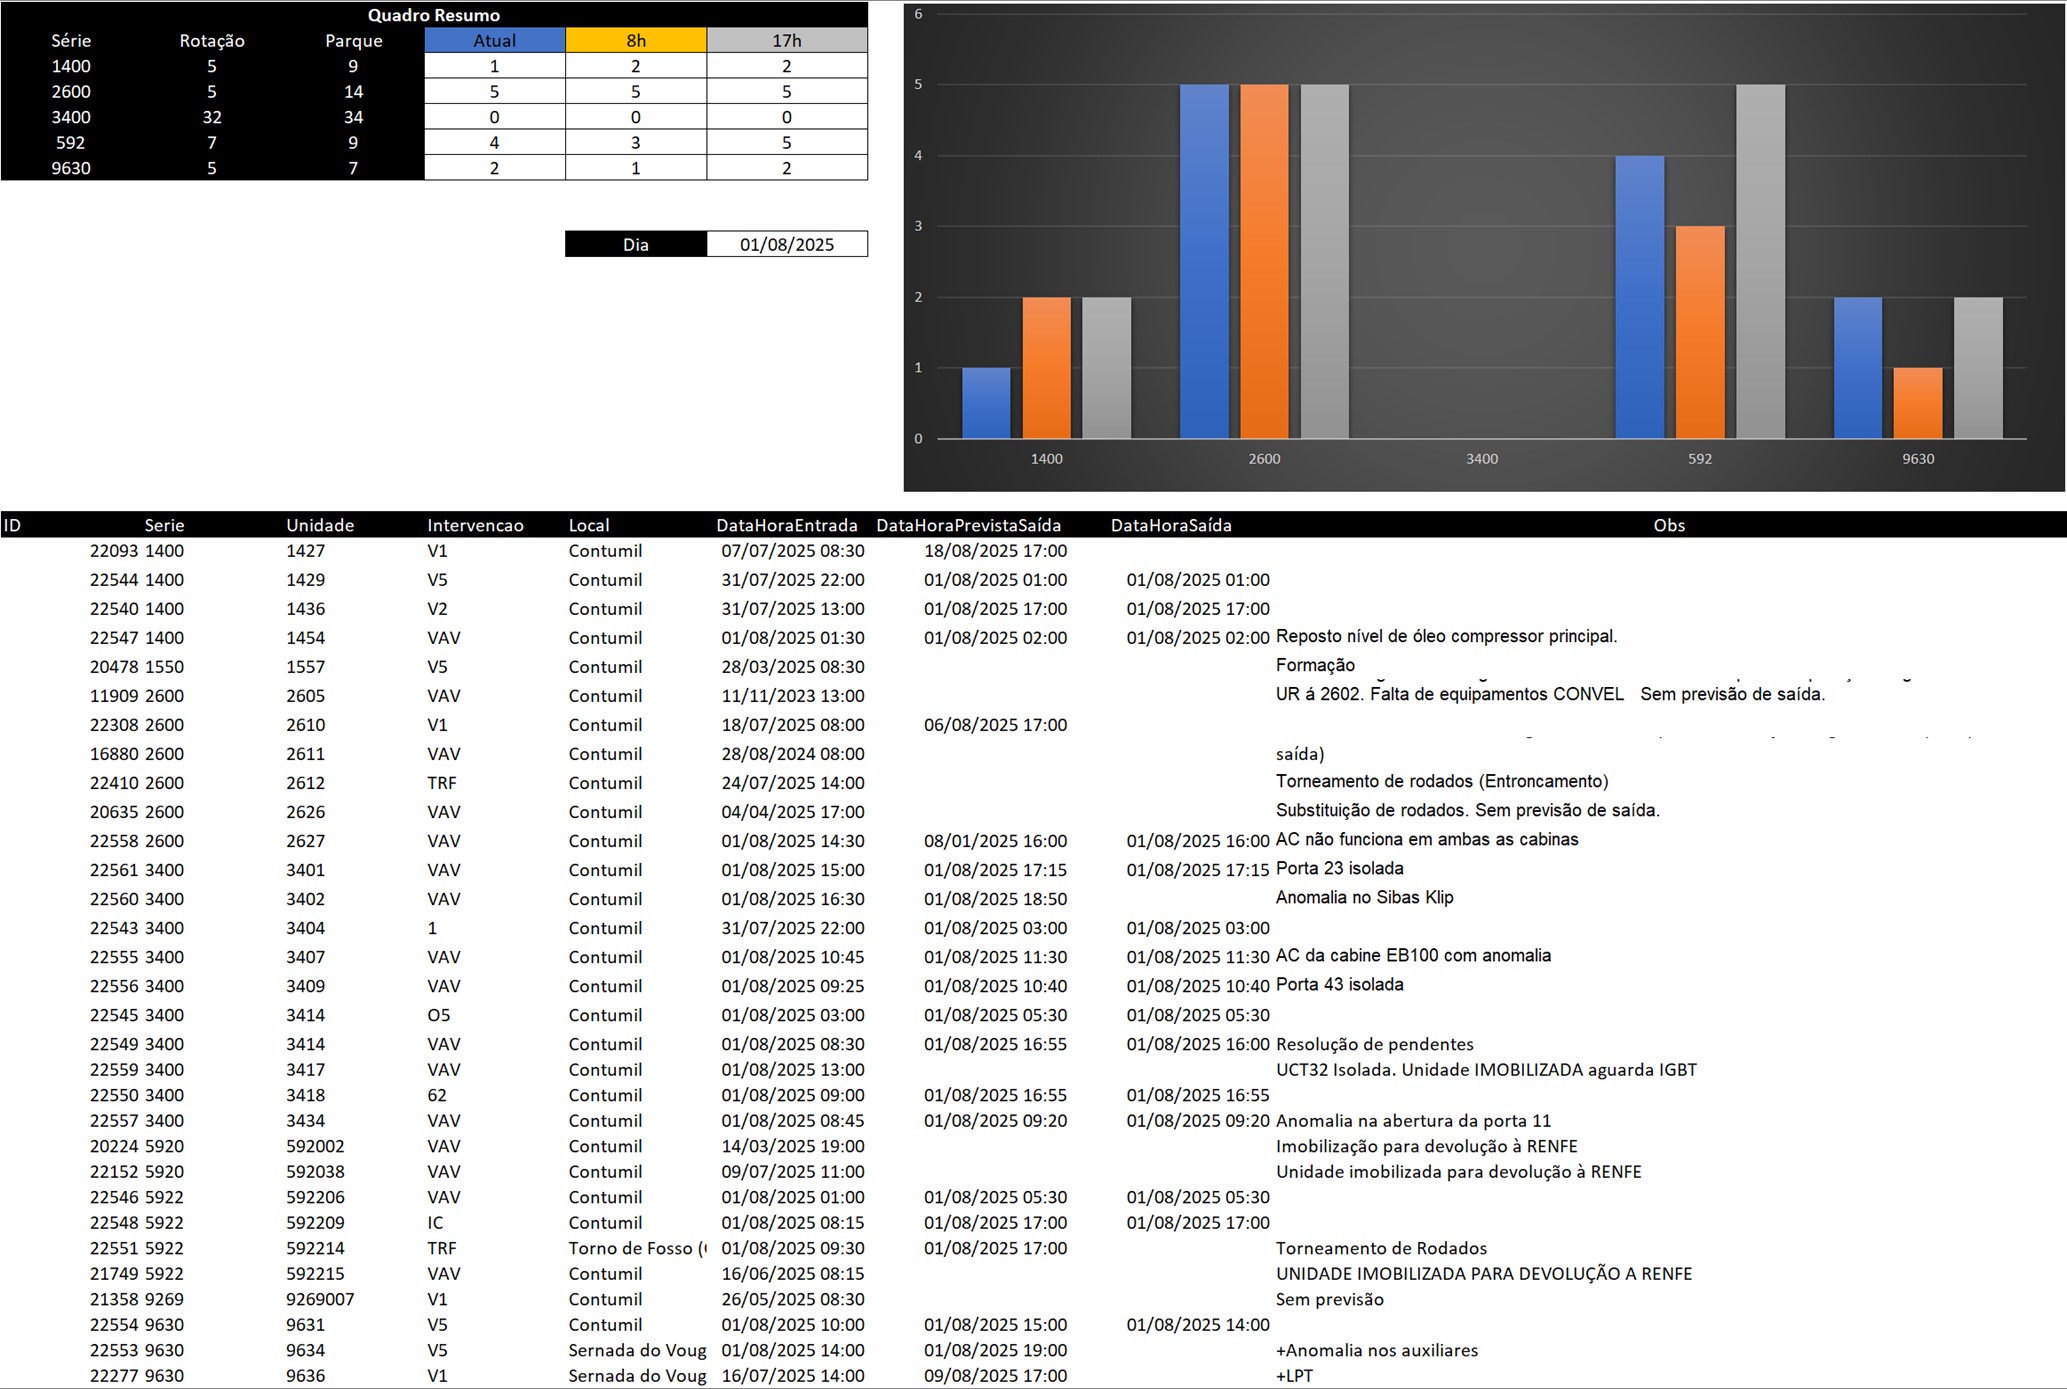 Quadro Resumo
Série Rotação Parque Atual 8h 17h
1400 5 9 1 2 2
2600 5 14 5 5 5
3400 32 34 0 0 0
592 7 9 4 3 5
9630 5 7 2 1 2
Dia 01/08/2025
6
5
4
3
2
1
0
1400 2600 3400 592 9630
ID Serie Unidade Intervencao Local DataHoraEntrada DataHoraPrevistaSaída DataHoraSaída Obs
22093 1400 1427 V1 Contumil 07/07/2025 08:30 18/08/2025 17:00
22544 1400 1429 V5 Contumil 31/07/2025 22:00 01/08/2025 01:00 01/08/2025 01:00
22540 1400 1436 V2 Contumil 31/07/2025 13:00 01/08/2025 17:00 01/08/2025 17:00
22547 1400 1454 VAV Contumil 01/08/2025 01:30 01/08/2025 02:00 01/08/2025 02:00 Reposto nível de óleo compressor principal.
20478 1550 1557 V5 Contumil 28/03/2025 08:30 Formação
11909 2600 2605 VAV Contumil 11/11/2023 13:00 UR á 2602. Falta de equipamentos CONVEL Sem previsão de saída.
22308 2600 2610 V1 Contumil 18/07/2025 08:00 06/08/2025 17:00
16880 2600 2611 VAV Contumil 28/08/2024 08:00 saída)
22410 2600 2612 TRF Contumil 24/07/2025 14:00 Torneamento de rodados (Entroncamento)
20635 2600 2626 VAV Contumil 04/04/2025 17:00 Substituição de rodados. Sem previsão de saída.
22558 2600 2627 VAV Contumil 01/08/2025 14:30 08/01/2025 16:00 01/08/2025 16:00 AC não funciona em ambas as cabinas
22561 3400 3401 VAV Contumil 01/08/2025 15:00 01/08/2025 17:15 01/08/2025 17:15 Porta 23 isolada
22560 3400 3402 VAV Contumil 01/08/2025 16:30 01/08/2025 18:50 Anomalia no Sibas Klip
22543 3400 3404 1 Contumil 31/07/2025 22:00 01/08/2025 03:00 01/08/2025 03:00
22555 3400 3407 VAV Contumil 01/08/2025 10:45 01/08/2025 11:30 01/08/2025 11:30 AC da cabine EB100 com anomalia
22556 3400 3409 VAV Contumil 01/08/2025 09:25 01/08/2025 10:40 01/08/2025 10:40 Porta 43 isolada
22545 3400 3414 O5 Contumil 01/08/2025 03:00 01/08/2025 05:30 01/08/2025 05:30
22549 3400 3414 VAV Contumil 01/08/2025 08:30 01/08/2025 16:55 01/08/2025 16:00 Resolução de pendentes
22559 3400 3417 VAV Contumil 01/08/2025 13:00 UCT32 Isolada. Unidade IMOBILIZADA aguarda IGBT
22550 3400 3418 62 Contumil 01/08/2025 09:00 01/08/2025 16:55 01/08/2025 16:55
22557 3400 3434 VAV Contumil 01/08/2025 08:45 01/08/2025 09:20 01/08/2025 09:20 Anomalia na abertura da porta 11
20224 5920 592002 VAV Contumil 14/03/2025 19:00 Imobilização para devolução à RENFE
22152 5920 592038 VAV Contumil 09/07/2025 11:00 Unidade imobilizada para devolução à RENFE
22546 5922 592206 VAV Contumil 01/08/2025 01:00 01/08/2025 05:30 01/08/2025 05:30
22548 5922 592209 IC Contumil 01/08/2025 08:15 01/08/2025 17:00 01/08/2025 17:00
22551 5922 592214 TRF Torno de Fosso ( 01/08/2025 09:30 01/08/2025 17:00 Torneamento de Rodados
21749 5922 592215 VAV Contumil 16/06/2025 08:15 UNIDADE IMOBILIZADA PARA DEVOLUÇÃO A RENFE
21358 9269 9269007 V1 Contumil 26/05/2025 08:30 Sem previsão
22554 9630 9631 V5 Contumil 01/08/2025 10:00 01/08/2025 15:00 01/08/2025 14:00
22553 9630 9634 V5 Sernada do Voug 01/08/2025 14:00 01/08/2025 19:00 +Anomalia nos auxiliares
22277 9630 9636 V1 Sernada do Voug 16/07/2025 14:00 09/08/2025 17:00 +LPT